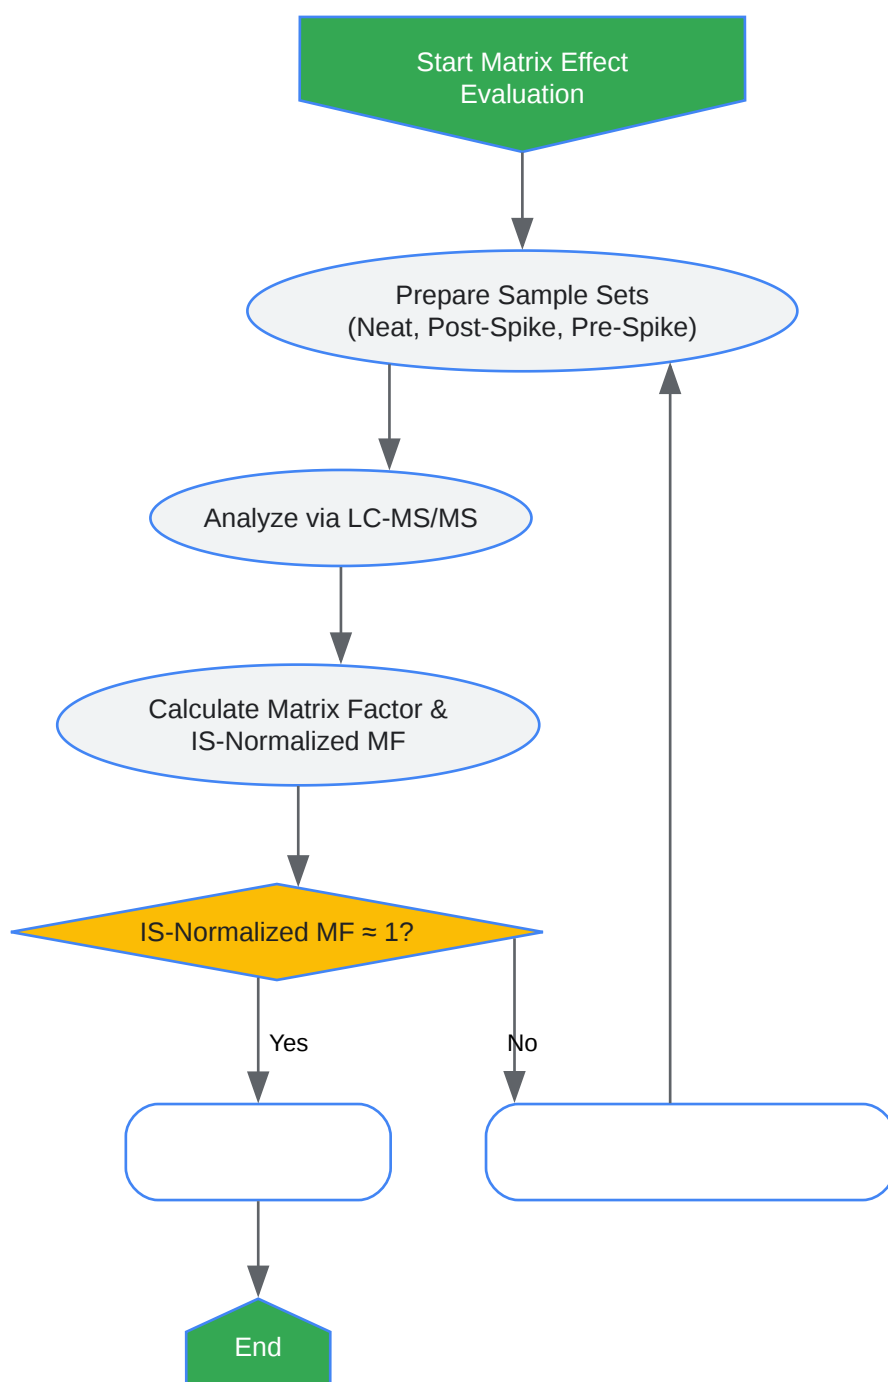 Start Matrix Effect
Evaluation
Prepare Sample Sets
(Neat, Post-Spike, Pre-Spike)
Analyze via LC-MS/MS
Calculate Matrix Factor &
IS-Normalized MF
IS-Normalized MF ≈ 1?
Yes
No
End